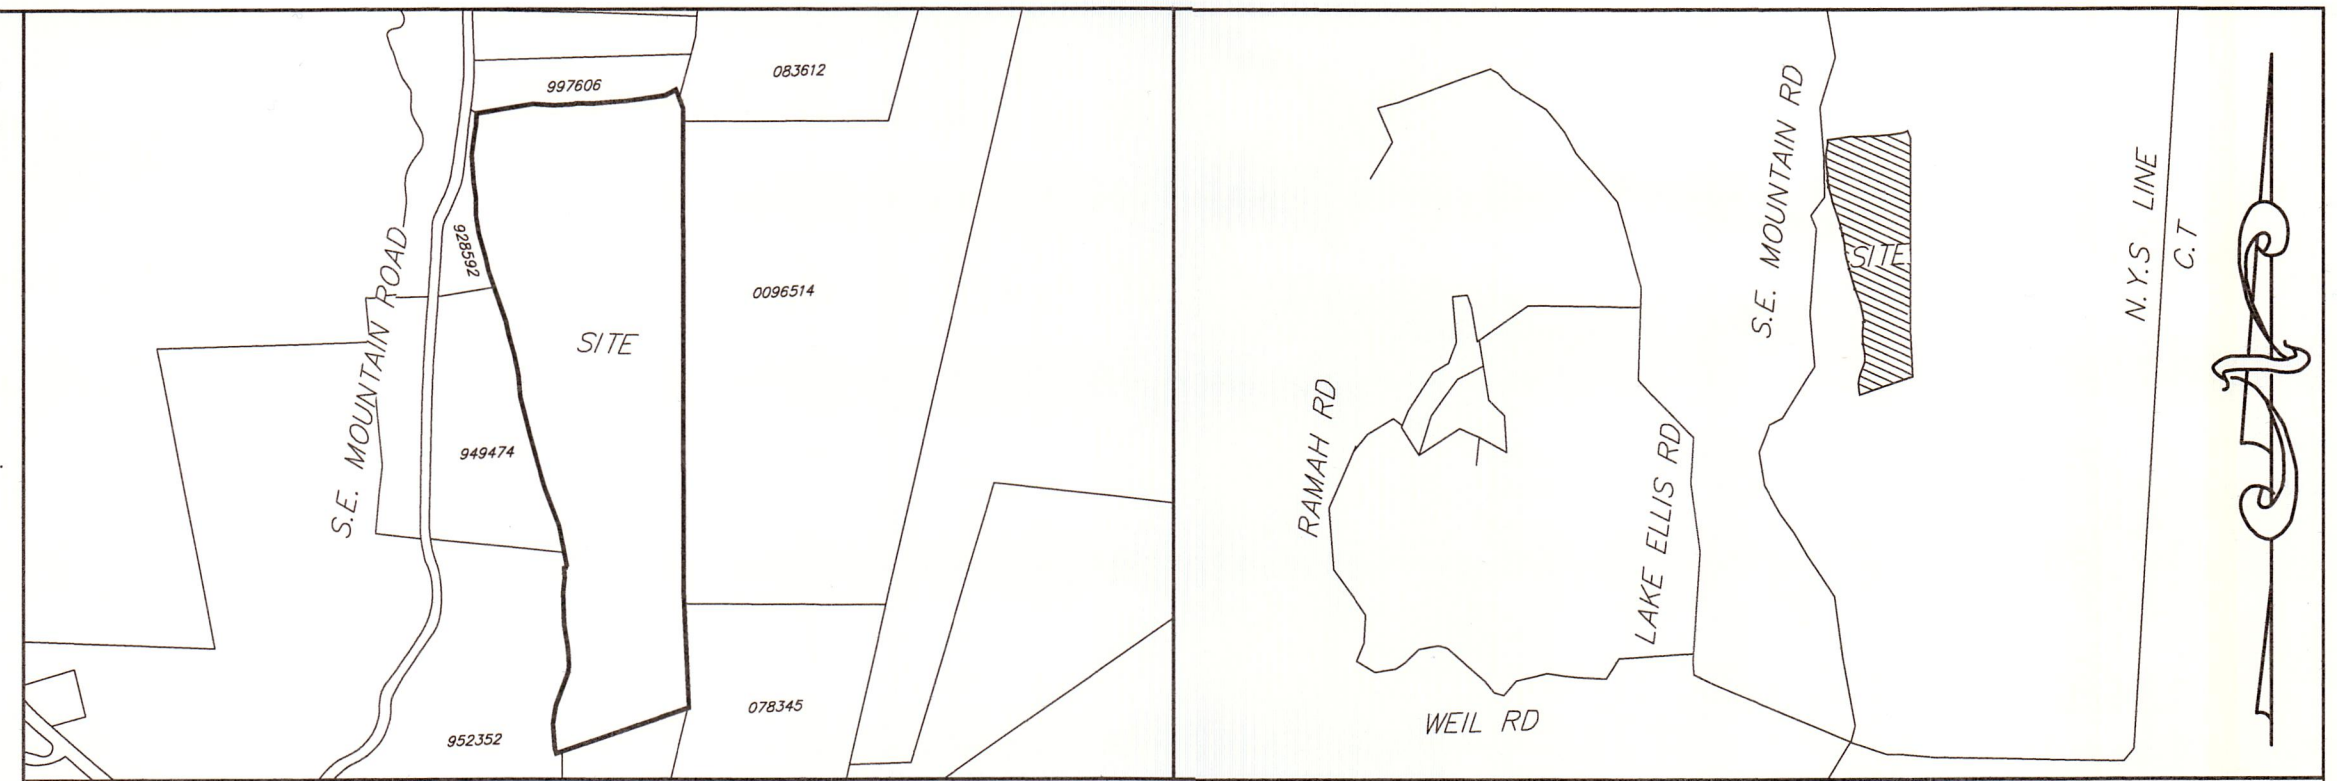 083612
997606
928592
S.E. MOUNTAIN ROAD
0096514
SITE
949474
078345
952352
S.E. MOUNTAIN RD
SITE
N.Y.S LINE
C.T
RAMAH RD
LAKE ELLIS RD
WEIL RD